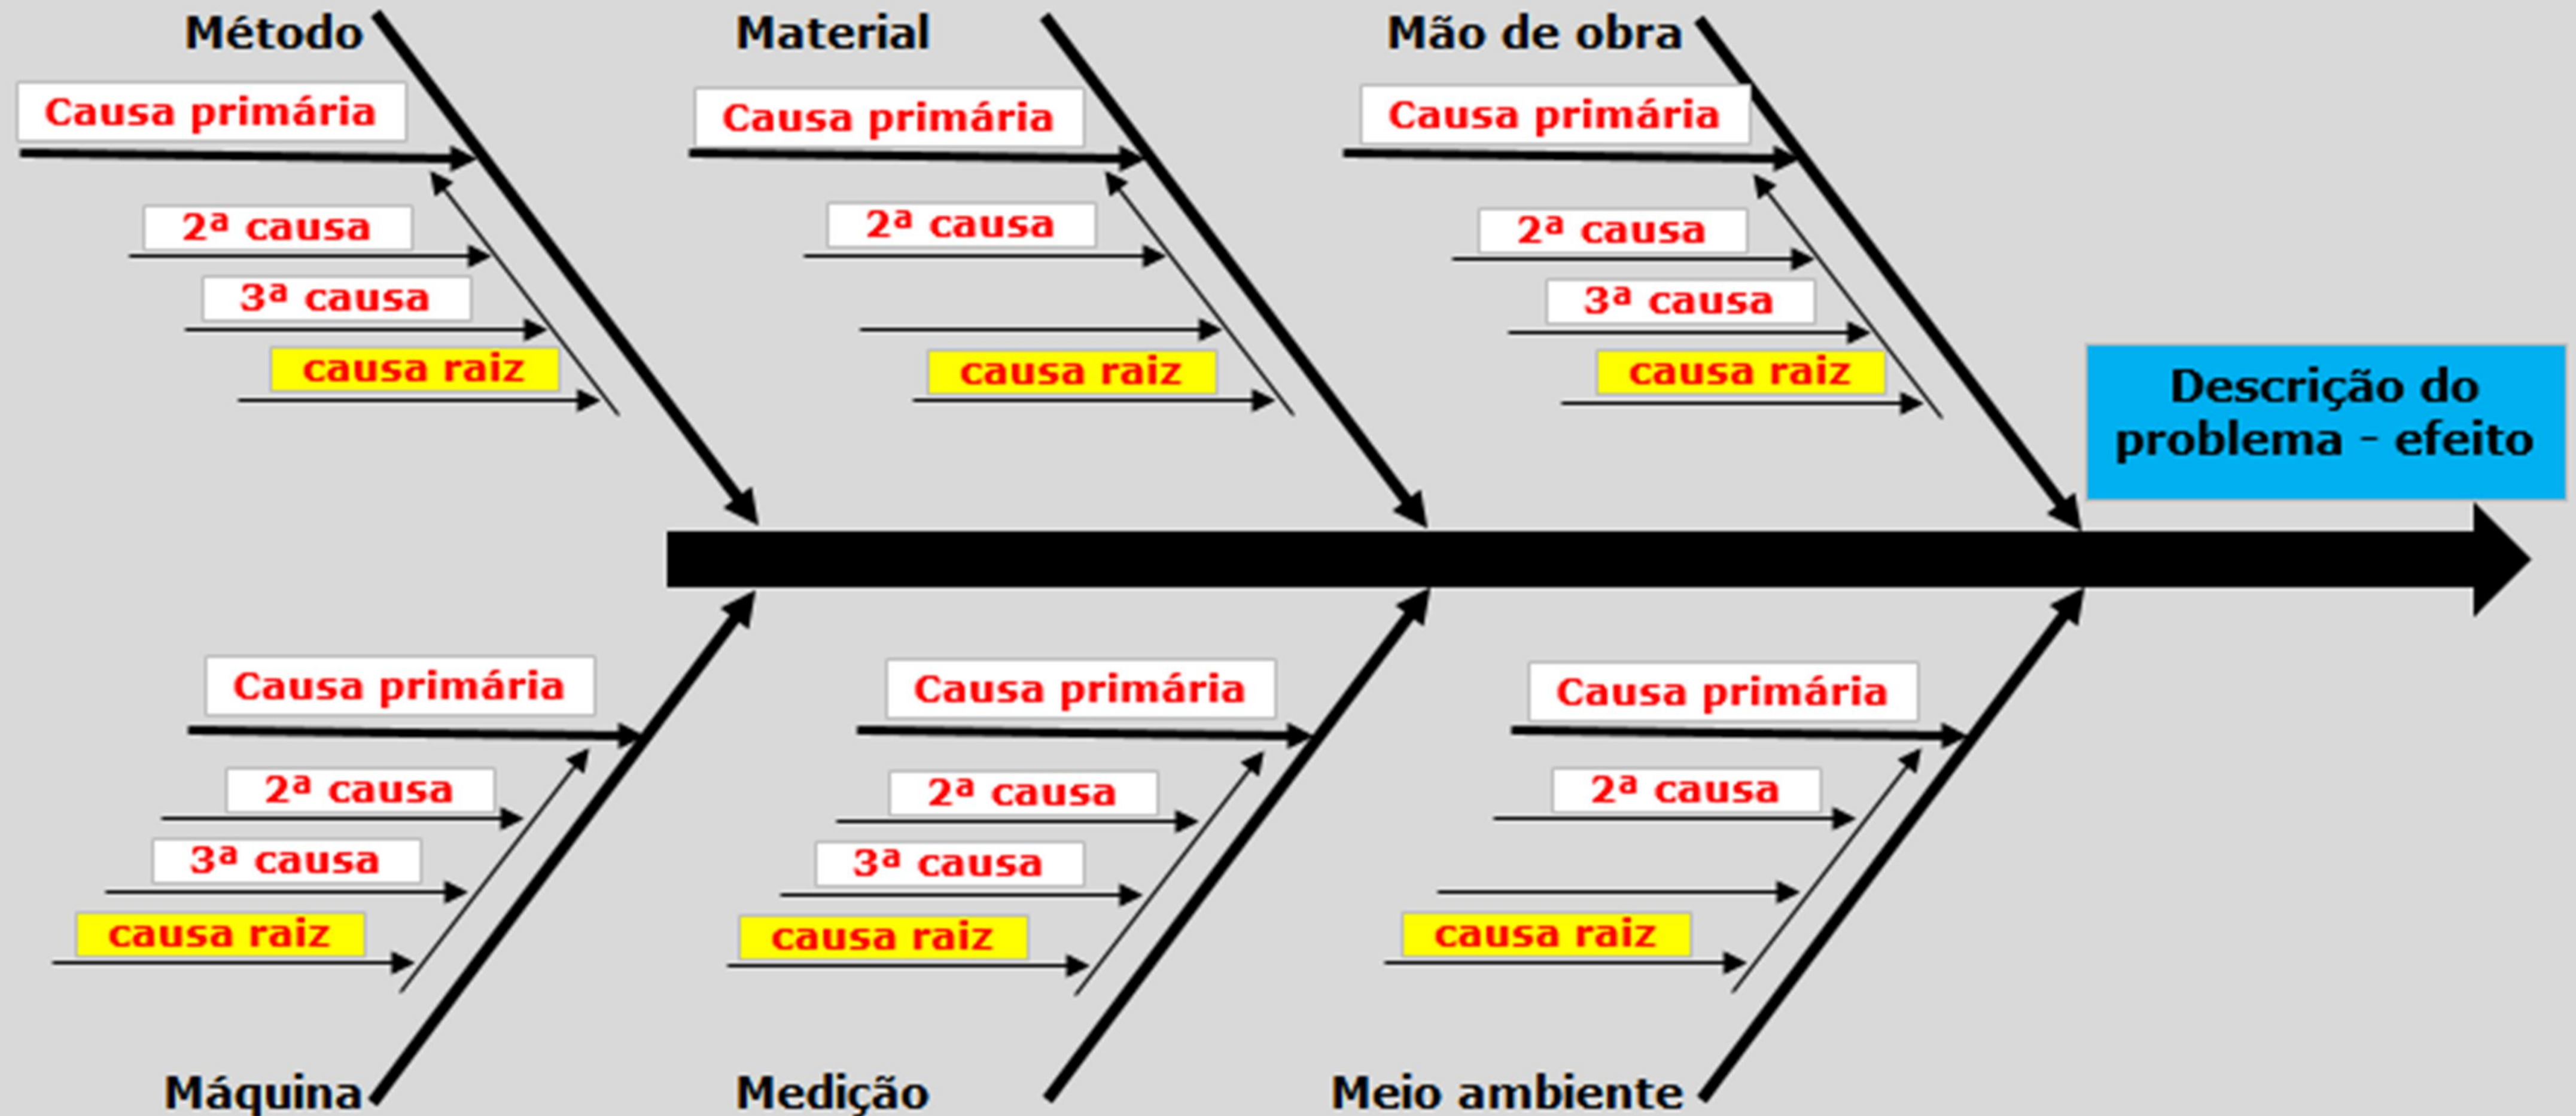 Método
Causa primária
2ª causa
3ª causa
causa raiz
Material
Causa primária
2ª causa
causa raiz
Mão de obra
Causa primária
2ª causa
3ª causa
causa raiz
Descrição do
problema - efeito
Causa primária
2ª causa
3ª causa
causa raiz
Máquina
Causa primária
2ª causa
3ª causa
causa raiz
Medição
Causa primária
2ª causa
causa raiz
Meio ambiente